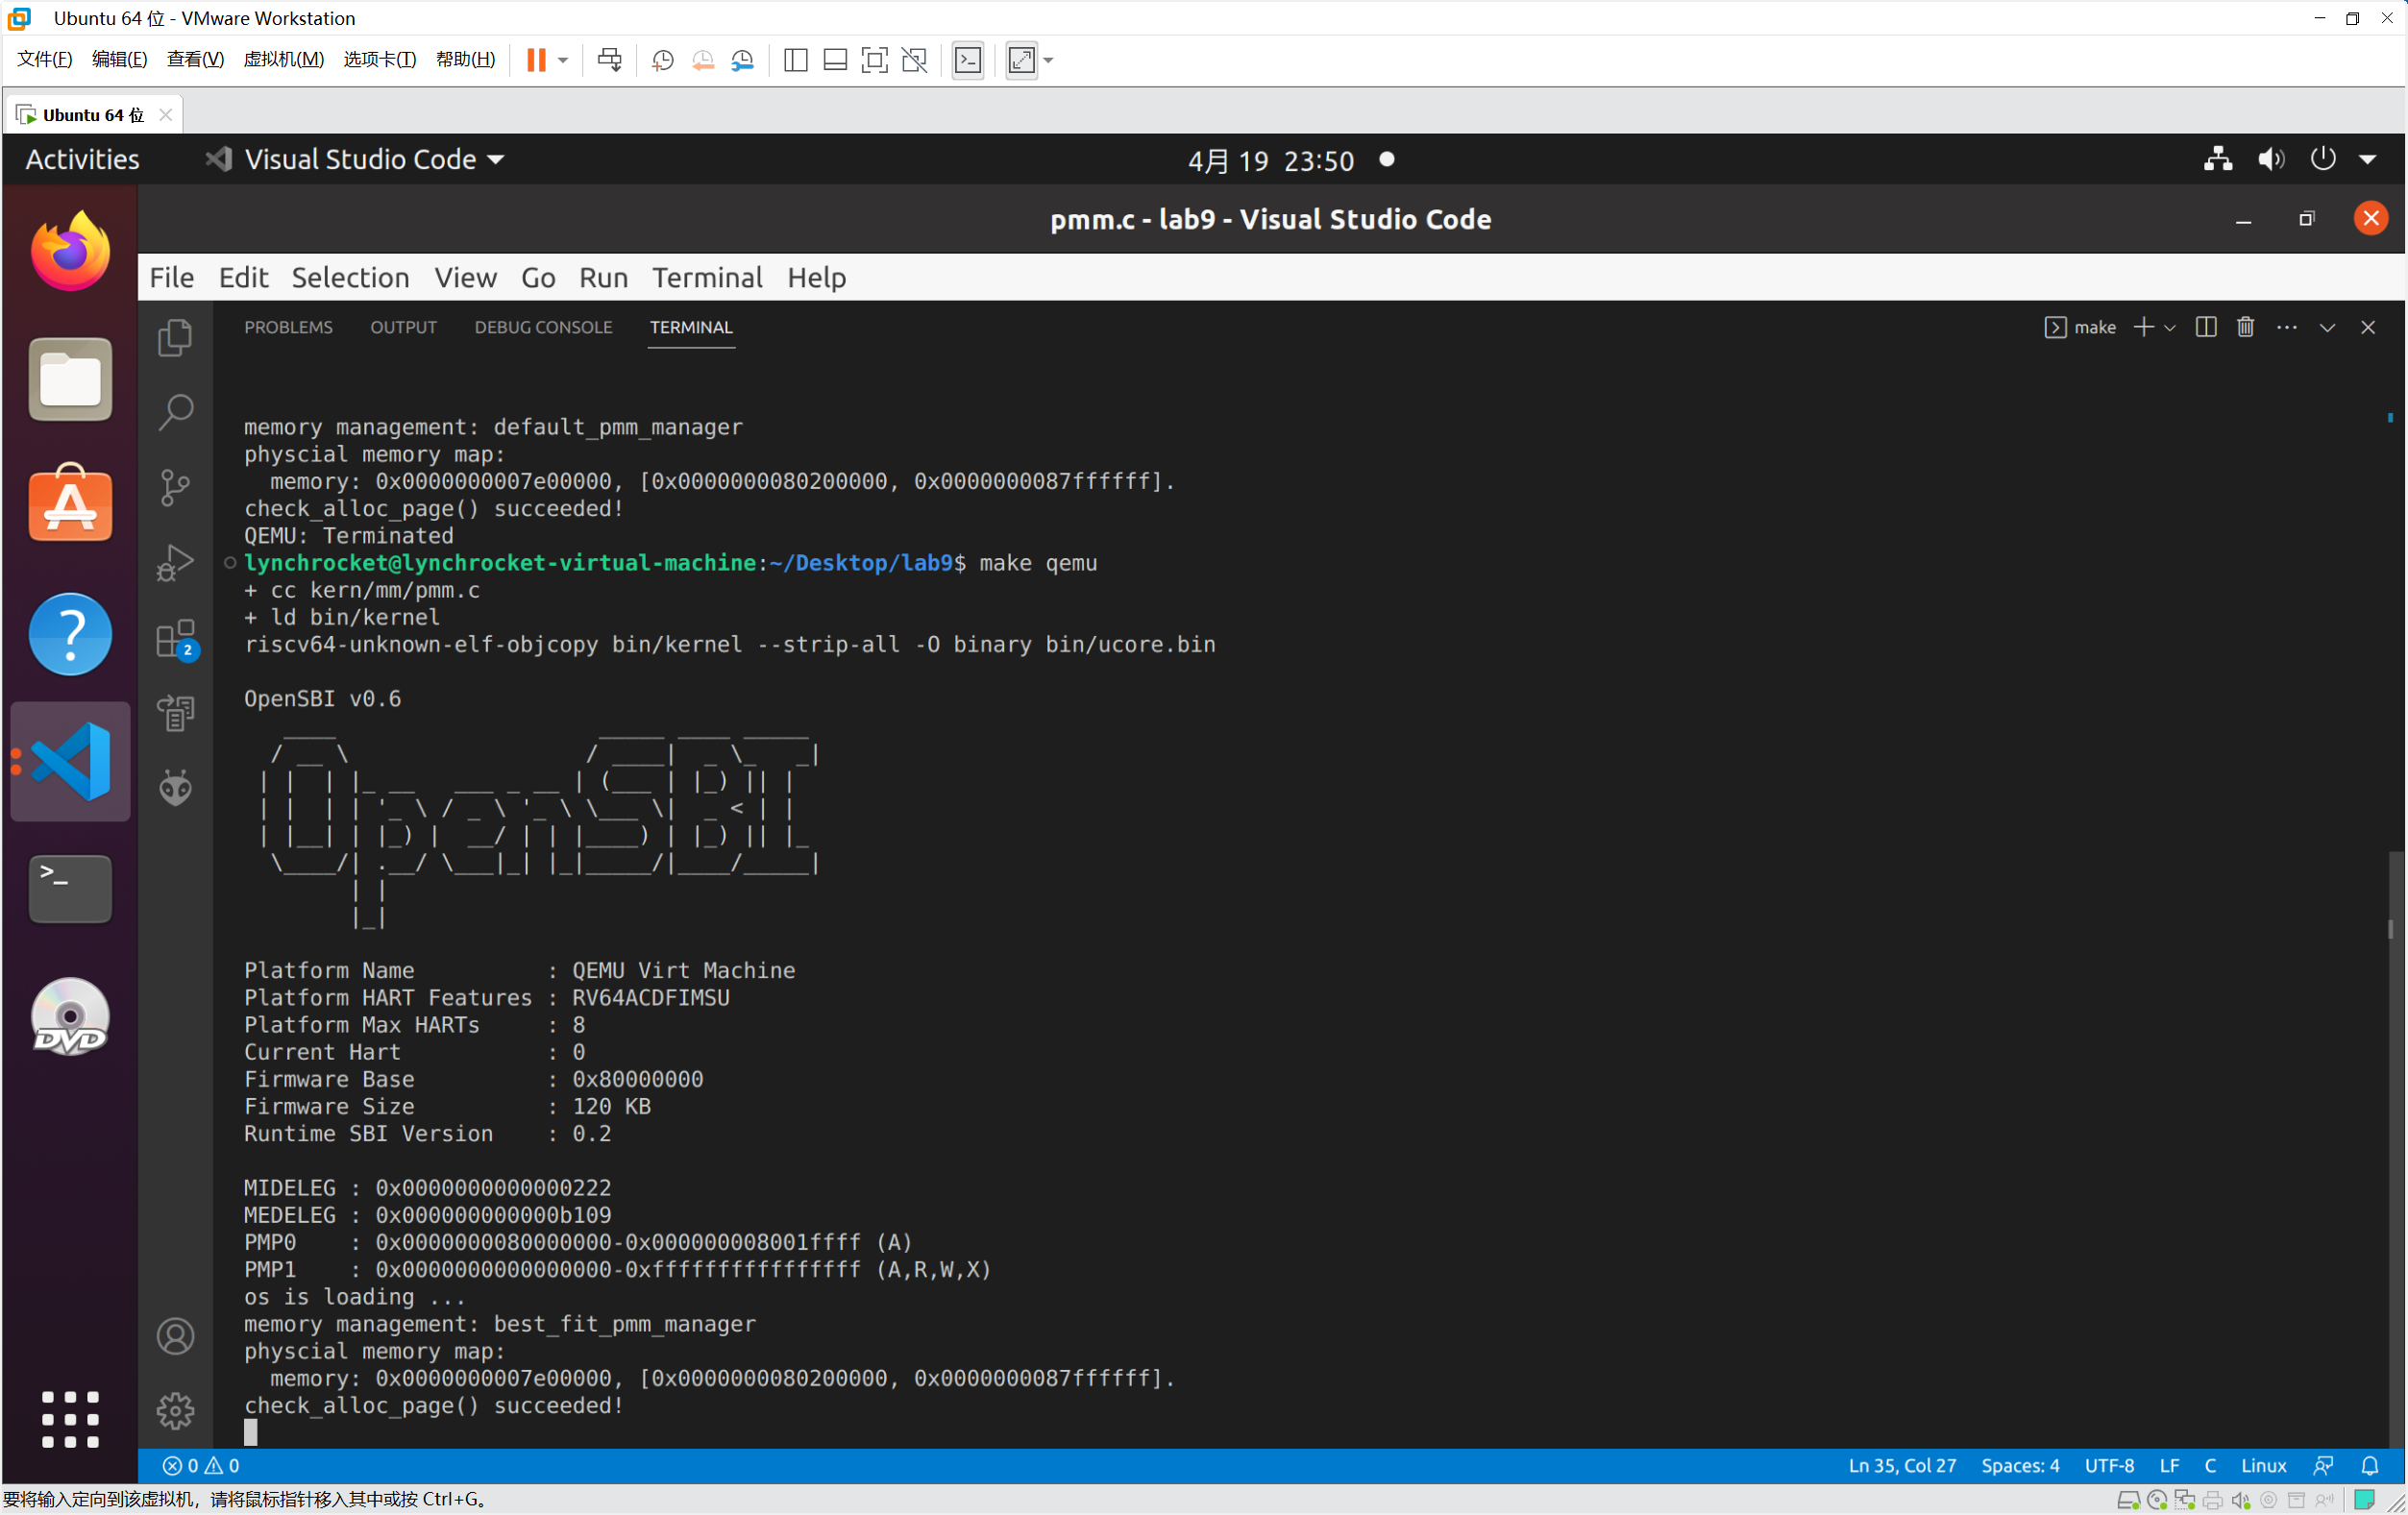 Ubuntu 64 位 - VMware Workstation
文件(F) 编辑(E) 查看(V) 虚拟机(M) 选项卡(T) 帮助(H)
Ubuntu 64 位
Activities Visual Studio Code 4月 19 23:50
pmm.c - lab9 - Visual Studio Code
File Edit Selection View Go Run Terminal Help
PROBLEMS OUTPUT DEBUG CONSOLE TERMINAL make
memory management: default_pmm_manager
physcial memory map:
  memory: 0x0000000007e00000, [0x0000000080200000, 0x0000000087ffffff].
check_alloc_page() succeeded!
QEMU: Terminated
lynchrocket@lynchrocket-virtual-machine:~/Desktop/lab9$ make qemu
+ cc kern/mm/pmm.c
+ ld bin/kernel
riscv64-unknown-elf-objcopy bin/kernel --strip-all -O binary bin/ucore.bin
OpenSBI v0.6
OpenSBI
Platform Name          : QEMU Virt Machine
Platform HART Features : RV64ACDFIMSU
Platform Max HARTs     : 8
Current Hart           : 0
Firmware Base          : 0x80000000
Firmware Size          : 120 KB
Runtime SBI Version    : 0.2
MIDELEG : 0x0000000000000222
MEDELEG : 0x000000000000b109
PMP0    : 0x0000000080000000-0x000000008001ffff (A)
PMP1    : 0x0000000000000000-0xffffffffffffffff (A,R,W,X)
os is loading ...
memory management: best_fit_pmm_manager
physcial memory map:
  memory: 0x0000000007e00000, [0x0000000080200000, 0x0000000087ffffff].
check_alloc_page() succeeded!
2
DVD
0 0 Ln 35, Col 27 Spaces: 4 UTF-8 LF C Linux
要将输入定向到该虚拟机，请将鼠标指针移入其中或按 Ctrl+G。